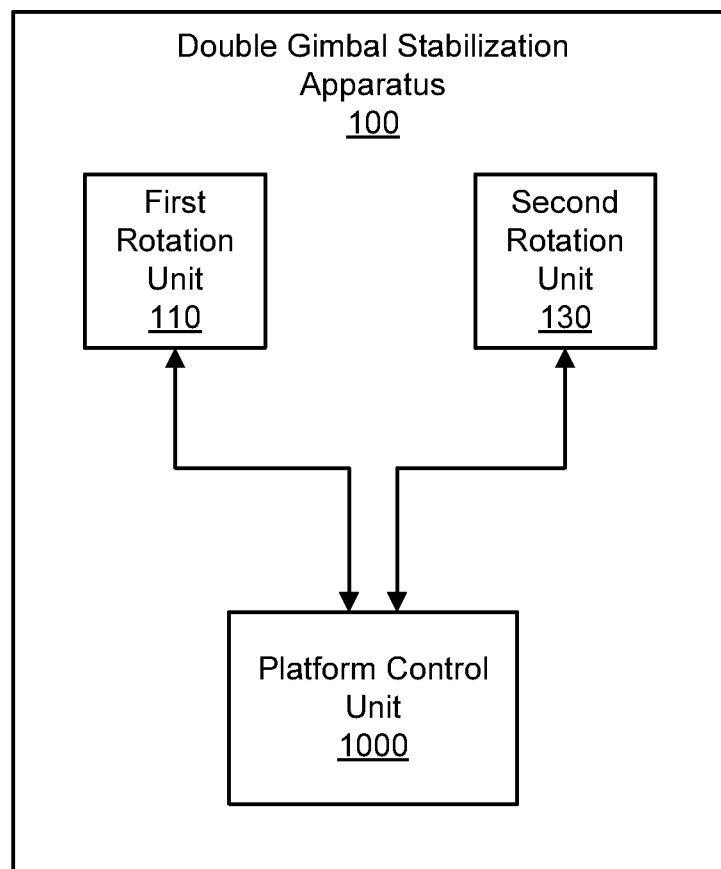 Double Gimbal Stabilization
Apparatus
100
First
Rotation
Unit
110
Second
Rotation
Unit
130
Platform Control
Unit
1000